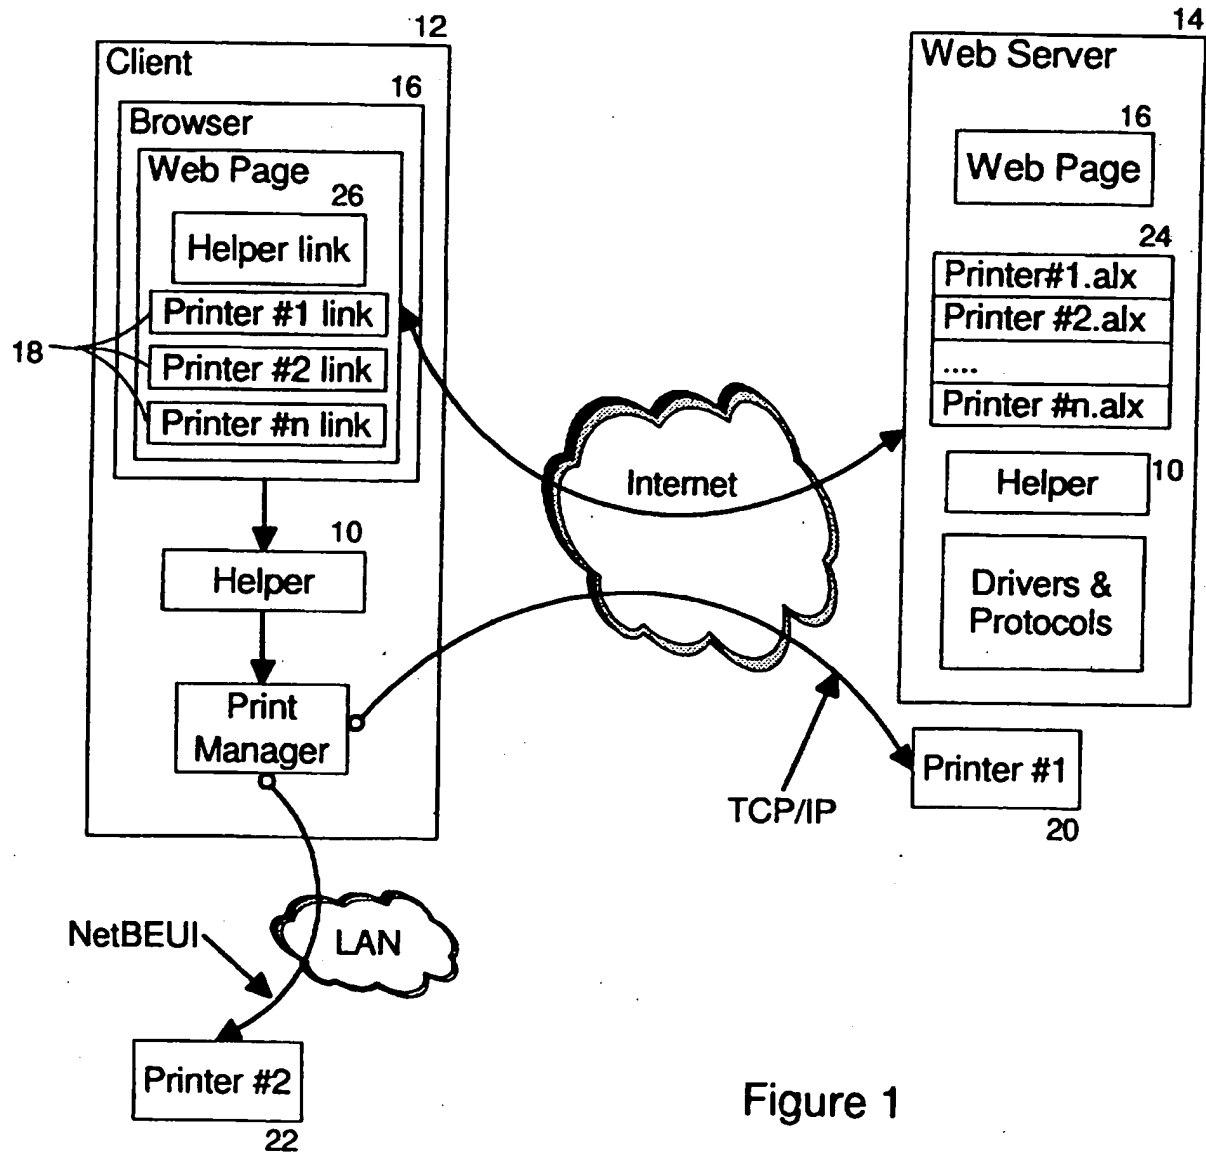 12
Client
16
Browser
Web Page
26
Helper link
Printer #1 link
18
Printer #2 link
Printer #n link
10
Helper
Print
Manager
NetBEUI
LAN
Printer #2
22
Internet
TCP/IP
14
Web Server
16
Web Page
24
Printer#1.alx
Printer #2.alx
....
Printer #n.alx
Helper
10
Drivers &
Protocols
Printer #1
20
Figure 1